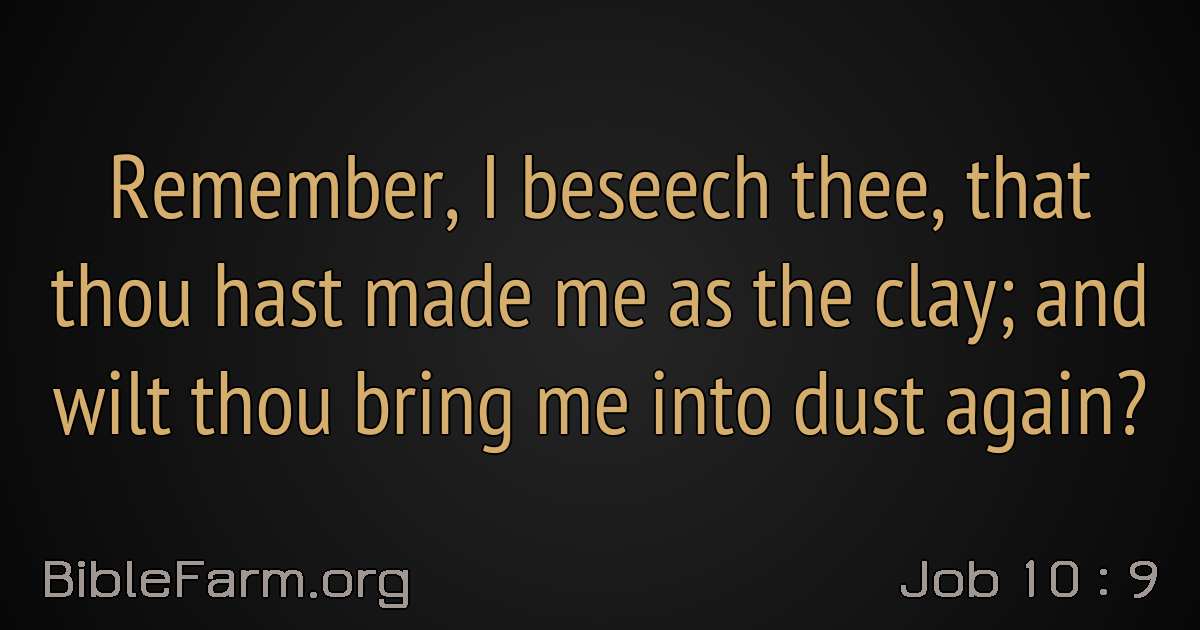 Remember, I beseech thee, that
thou hast made me as the clay; and
wilt thou bring me into dust again?
BibleFarm.org
Job 10 : 9